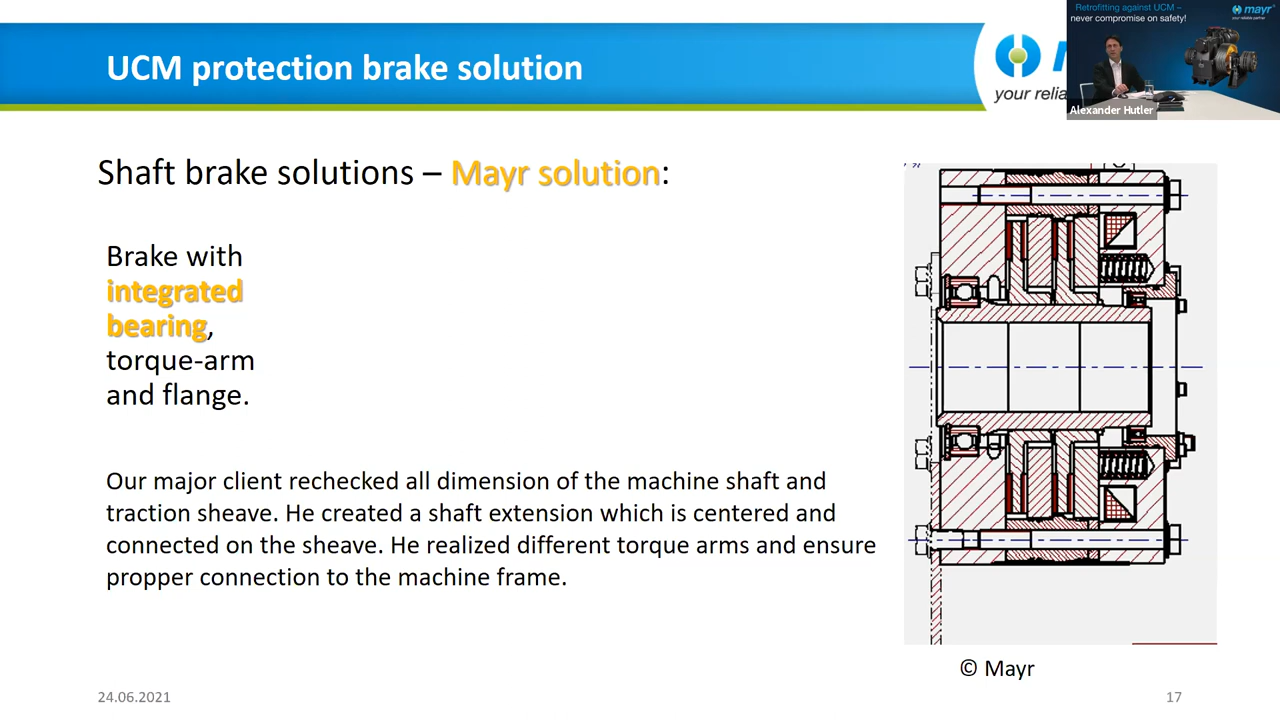 UCM protection brake solution
your relia
Retrofitting against UCM –
never compromise on safety!
mayr
your reliable partner
Alexander Hutler
Shaft brake solutions – Mayr solution:
Brake with
integrated
bearing,
torque-arm
and flange.
Our major client rechecked all dimension of the machine shaft and
traction sheave. He created a shaft extension which is centered and
connected on the sheave. He realized different torque arms and ensure
propper connection to the machine frame.
© Mayr
24.06.2021
17